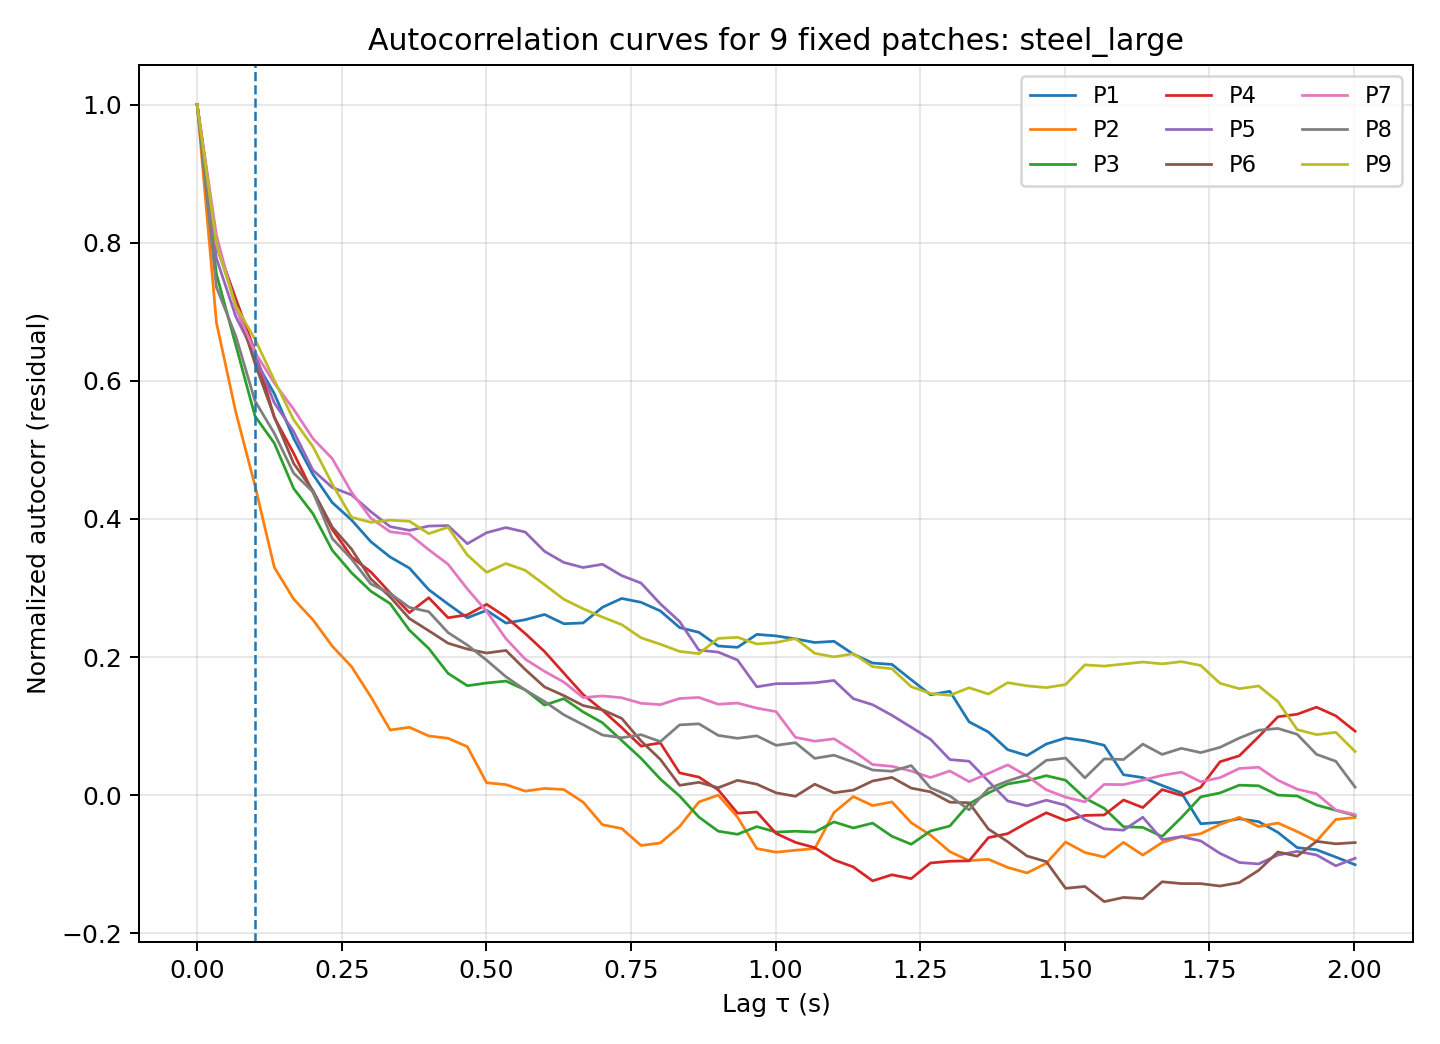 Autocorrelation curves for 9 fixed patches: steel_large
P1 P4 P7
P2 P5 P8
P3 P6 P9
Normalized autocorr (residual)
1.0
0.8
0.6
0.4
0.2
0.0
−0.2
0.00 0.25 0.50 0.75 1.00 1.25 1.50 1.75 2.00
Lag τ (s)